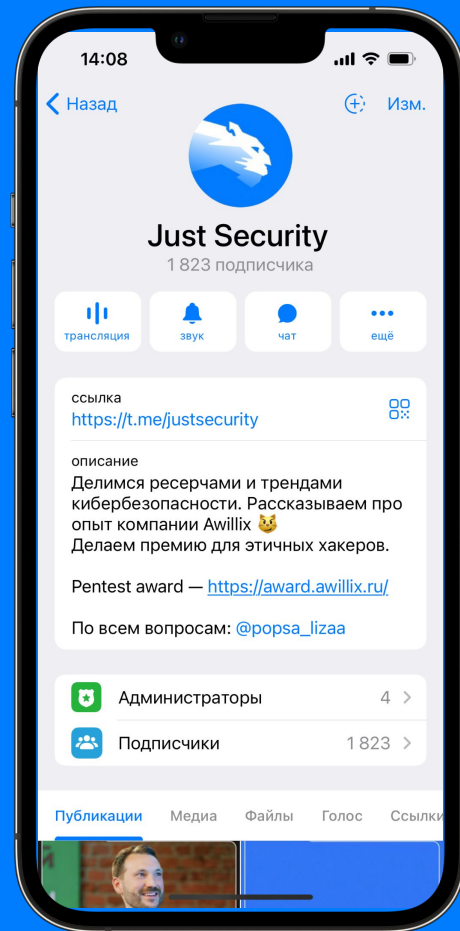 14:08
Назад
Изм.
Just Security
1 823 подписчика
трансляция
звук
чат
ещё
ссылка
https://t.me/justsecurity
описание
Делимся ресерчами и трендами
кибербезопасности. Рассказываем про
опыт компании Awillix 😼
Делаем премию для этичных хакеров.
Pentest award — https://award.awillix.ru/
По всем вопросам: @popsa_lizaa
Администраторы 4
Подписчики 1 823
Публикации Медиа Файлы Голос Ссылки